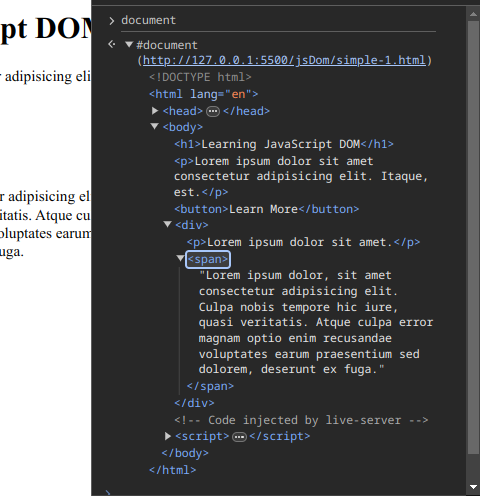 pt DOM
r adipisicing eli
r adipisicing el
itatis. Atque cu
oluptates earum
uga.
document
#document
(http://127.0.0.1:5500/jsDom/simple-1.html)
<!DOCTYPE html>
<html lang="en">
<head> … </head>
<body>
<h1>Learning JavaScript DOM</h1>
<p>Lorem ipsum dolor sit amet
consectetur adipisicing elit. Itaque,
est.</p>
<button>Learn More</button>
<div>
<p>Lorem ipsum dolor sit amet.</p>
<span>
"Lorem ipsum dolor, sit amet
consectetur adipisicing elit.
Culpa nobis tempore hic iure,
quasi veritatis. Atque culpa error
magnam optio enim recusandae
voluptates earum praesentium sed
dolorem, deserunt ex fuga."
</span>
</div>
<!-- Code injected by live-server -->
<script> … </script>
</body>
</html>